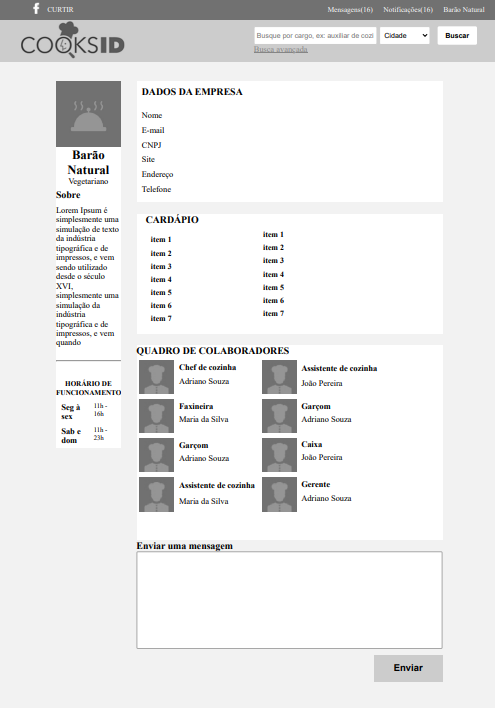 CURTIR
Mensagens(16) Notificações(16) Barão Natural
COOKSID
Busque por cargo, ex: auxiliar de cozi
Cidade
Buscar
Busca avançada
Barão
Natural
Vegetariano
Sobre
Lorem Ipsum é
simplesmente uma
simulação de texto
da indústria
tipográfica e de
impressos, e vem
sendo utilizado
desde o século
XVI,
simplesmente uma
simulação da
indústria
tipográfica e de
impressos, e vem
quando
HORÁRIO DE
FUNCIONAMENTO
Seg à
sex
11h -
16h
Sab e
dom
11h -
23h
DADOS DA EMPRESA
Nome
E-mail
CNPJ
Site
Endereço
Telefone
CARDÁPIO
item 1
item 2
item 3
item 4
item 5
item 6
item 7
item 1
item 2
item 3
item 4
item 5
item 6
item 7
QUADRO DE COLABORADORES
Chef de cozinha
Adriano Souza
Assistente de cozinha
João Pereira
Faxineira
Maria da Silva
Garçom
Adriano Souza
Garçom
Adriano Souza
Caixa
João Pereira
Assistente de cozinha
Maria da Silva
Gerente
Adriano Souza
Enviar uma mensagem
Enviar